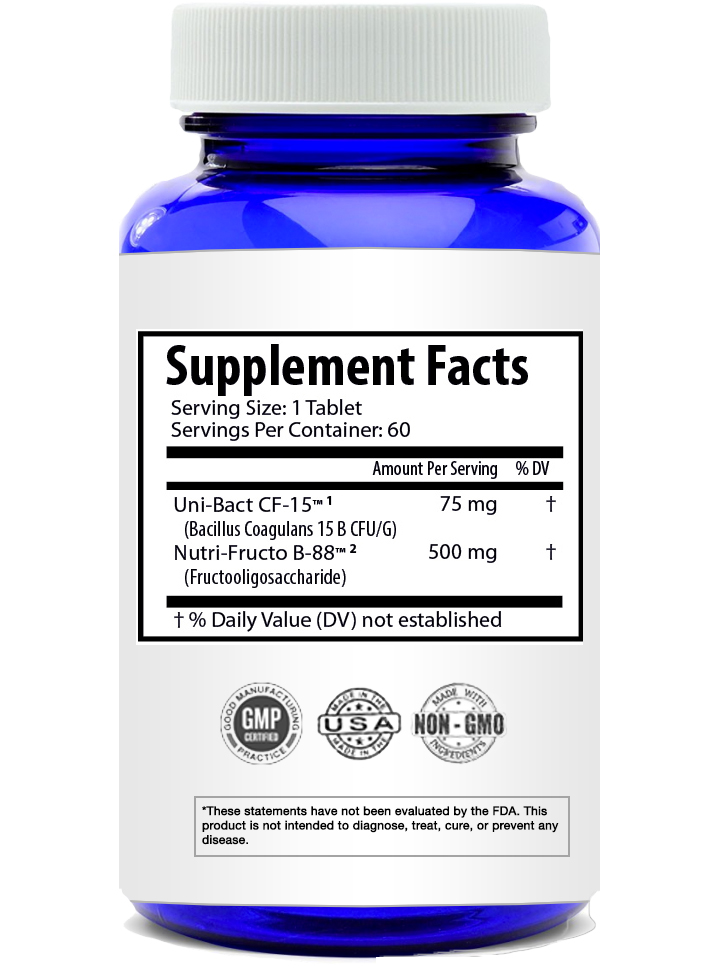 Supplement Facts
Serving Size: 1 Tablet
Servings Per Container: 60
Amount Per Serving % DV
Uni-Bact CF-15™ 1 75 mg †
(Bacillus Coagulans 15 B CFU/G)
Nutri-Fructo B-88™ 2 500 mg †
(Fructooligosaccharide)
† % Daily Value (DV) not established
GOOD MANUFACTURING
GMP
CERTIFIED
PRACTICE
MADE IN THE
USA
MADE IN THE
MADE WITH
NON-GMO
INGREDIENTS
*These statements have not been evaluated by the FDA. This
product is not intended to diagnose, treat, cure, or prevent any
disease.